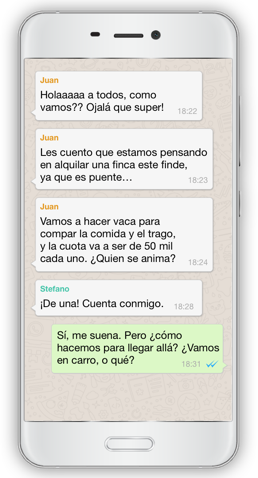 Juan
Holaaaaa a todos, como
vamos?? Ojalá que super!
18:22
Juan
Les cuento que estamos pensando
en alquilar una finca este finde,
ya que es puente...
18:23
Juan
Vamos a hacer vaca para
compar la comida y el trago,
y la cuota va a ser de 50 mil
cada uno. ¿Quien se anima?
18:24
Stefano
¡De una! Cuenta conmigo.
18:28
Sí, me suena. Pero ¿cómo
hacemos para llegar allá? ¿Vamos
en carro, o qué?
18:31